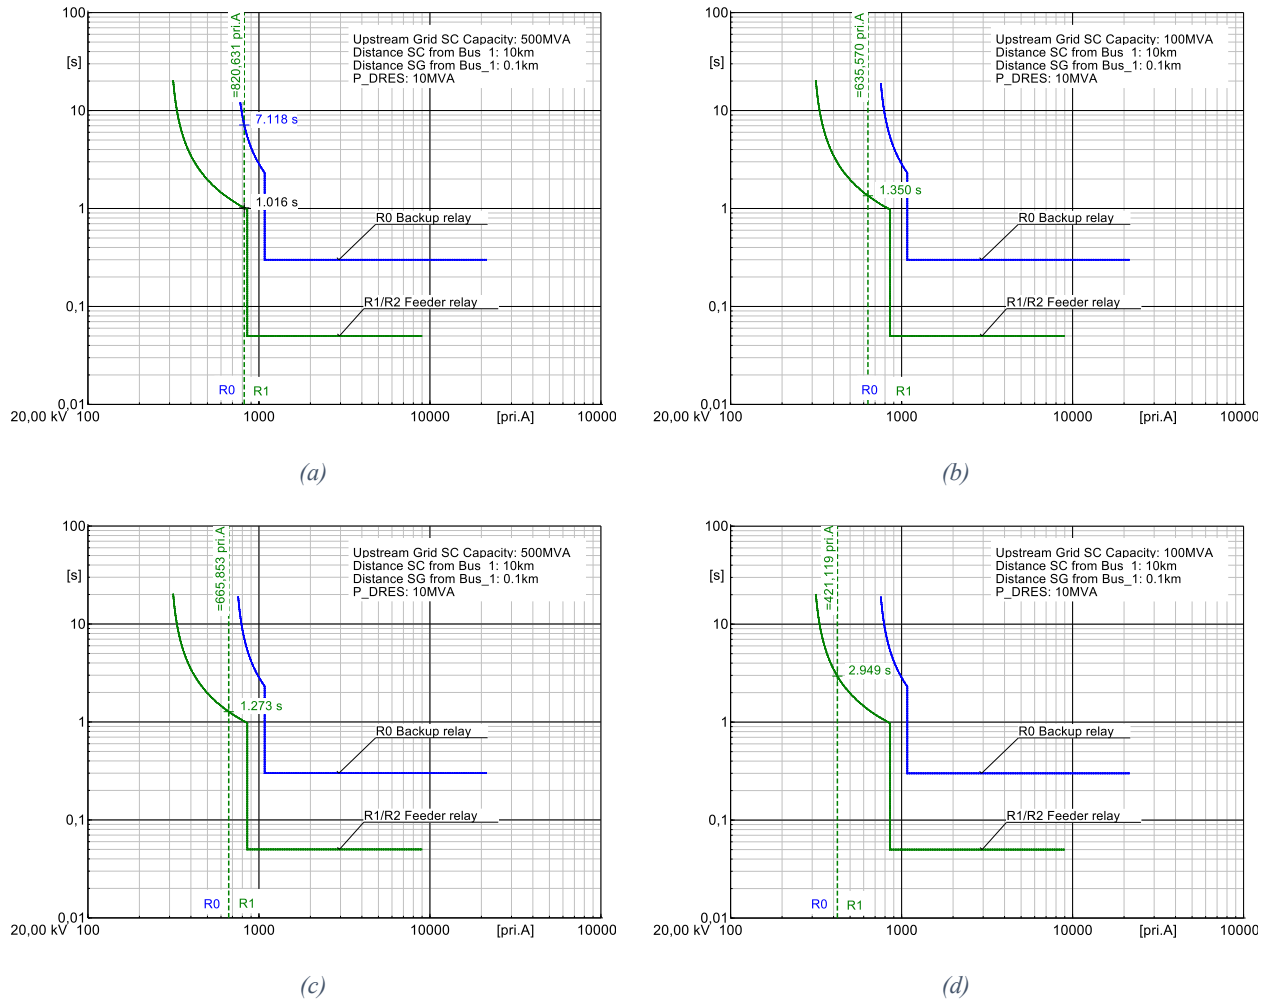 100
[s]
10
1
0,1
0,01
=820,631 pri.A
Upstream Grid SC Capacity: 500MVA
Distance SC from Bus_1: 10km
Distance SG from Bus_1: 0.1km
P_DRES: 10MVA
7.118 s
1.016 s
R0 Backup relay
R1/R2 Feeder relay
R0
R1
20,00 kV
100
1000
10000
[pri.A]
10000
(a)
100
[s]
10
1
0,1
0,01
=635,570 pri.A
Upstream Grid SC Capacity: 100MVA
Distance SC from Bus_1: 10km
Distance SG from Bus_1: 0.1km
P_DRES: 10MVA
1.350 s
R0 Backup relay
R1/R2 Feeder relay
R0
R1
20,00 kV
100
1000
10000
[pri.A]
10000
(b)
100
[s]
10
1
0,1
0,01
=665,853 pri.A
Upstream Grid SC Capacity: 500MVA
Distance SC from Bus_1: 10km
Distance SG from Bus_1: 0.1km
P_DRES: 10MVA
1.273 s
R0 Backup relay
R1/R2 Feeder relay
R0
R1
20,00 kV
100
1000
10000
[pri.A]
10000
(c)
100
[s]
10
1
0,1
0,01
=421,119 pri.A
Upstream Grid SC Capacity: 100MVA
Distance SC from Bus_1: 10km
Distance SG from Bus_1: 0.1km
P_DRES: 10MVA
2.949 s
R0 Backup relay
R1/R2 Feeder relay
R0
R1
20,00 kV
100
1000
10000
[pri.A]
10000
(d)